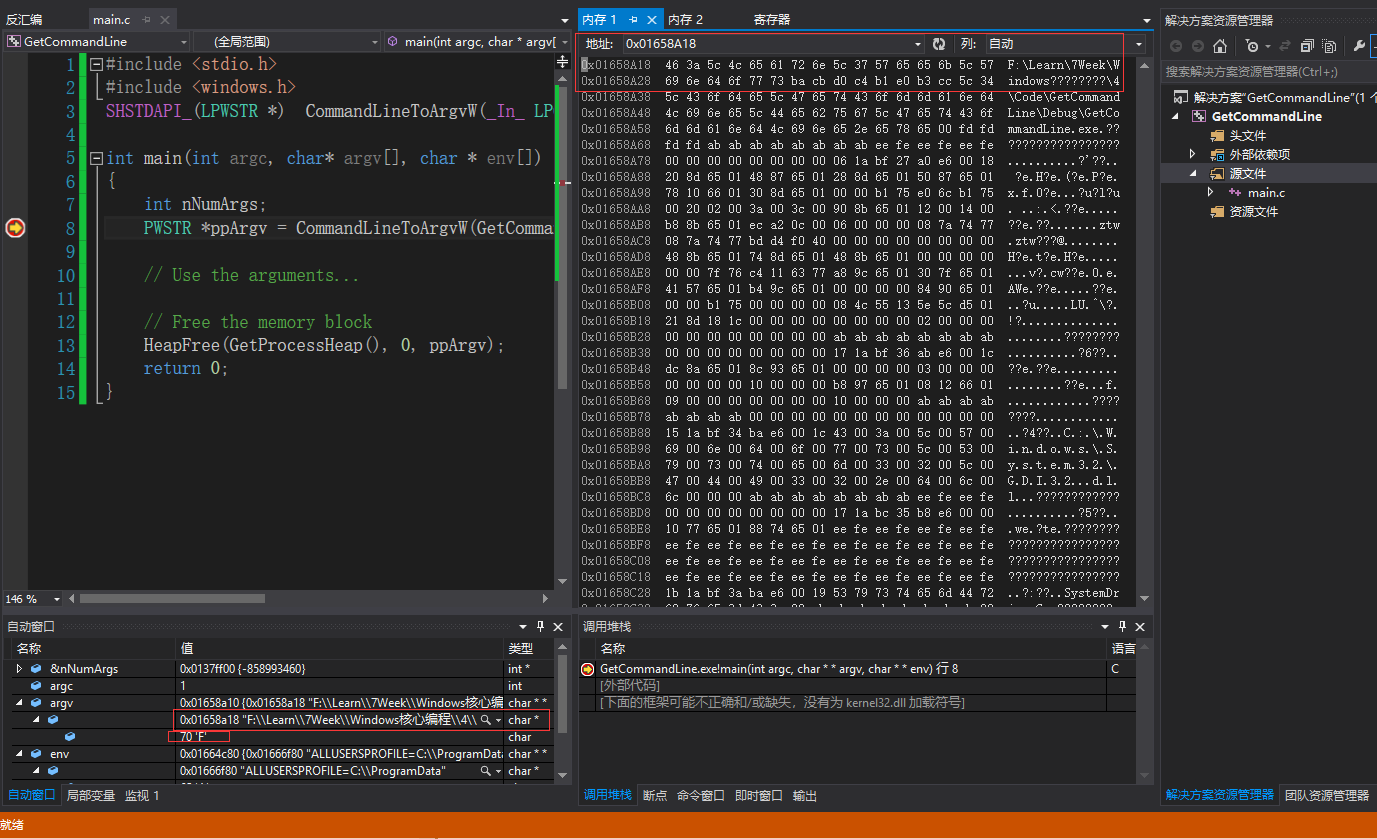 反汇编
main.c
GetCommandLine
(全局范围)
main(int argc, char * argv[
1 #include <stdio.h>
2 #include <windows.h>
3 SHSTDAPI_(LPWSTR *)  CommandLineToArgvW(_In_ LP
4
5 int main(int argc, char* argv[], char * env[])
6 {
7 int nNumArgs;
8 PWSTR *ppArgv = CommandLineToArgvW(GetComma
9
10 // Use the arguments...
11
12 // Free the memory block
13 HeapFree(GetProcessHeap(), 0, ppArgv);
14 return 0;
15 }
146 %
内存 1
内存 2
寄存器
地址: 0x01658A18
列: 自动
0x01658A18 46 3a 5c 4c 65 61 72 6e 5c 37 57 65 65 6b 5c 57 F:\Learn\7Week\W
0x01658A28 69 6e 64 6f 77 73 ba cb bd c4 b1 e0 b3 cc 5c 34 indows????????\4
0x01658A38 5c 43 6f 64 65 5c 47 65 74 43 6f 6d 6d 61 6e 64 \Code\GetCommand
0x01658A48 4c 69 6e 65 5c 44 65 62 75 67 5c 47 65 74 43 6f Line\Debug\GetCo
0x01658A58 6d 6d 61 6e 64 4c 69 6e 65 2e 65 78 65 00 fd fd mmandLine.exe.??
0x01658A68 fd fd ab ab ab ab ab ab ab ab ee fe ee fe ee fe ????????????????
0x01658A78 00 00 00 00 00 00 00 00 06 1a bf 27 a0 e6 00 18 ..........?'??..
0x01658A88 20 8d 65 01 48 87 65 01 28 8d 65 01 50 87 65 01  ?e.H?e.(?e.P?e.
0x01658A98 78 10 66 01 30 8d 65 01 00 00 b1 75 e0 6c b1 75 x.f.0?e...?u?l?u
0x01658AA8 00 20 02 00 3a 00 3c 00 90 8b 65 01 12 00 14 00 . ..:.<.??e.....
0x01658AB8 b8 8b 65 01 ec a2 0c 00 06 00 00 00 08 7a 74 77 ??e.??.......ztw
0x01658AC8 08 7a 74 77 bd d4 f0 40 00 00 00 00 00 00 00 00 .ztw???@........
0x01658AD8 48 8b 65 01 74 8d 65 01 48 8b 65 01 00 00 00 00 H?e.t?e.H?e.....
0x01658AE8 00 00 7f 76 c4 11 63 77 a8 9c 65 01 30 7f 65 01 ...v?.cw??e.0.e.
0x01658AF8 41 57 65 01 b4 9c 65 01 00 00 00 00 84 90 65 01 AWe.??e.....??e.
0x01658B08 00 00 b1 75 00 00 00 00 08 4c 55 13 5e 5c cd 01 ..?u.....LU.^\?.
0x01658B18 21 8d 18 1c 00 00 00 00 00 00 00 00 02 00 00 00 !?..............
0x01658B28 00 00 00 00 00 00 00 00 ab ab ab ab ab ab ab ab ........????????
0x01658B38 00 00 00 00 00 00 00 00 17 1a bf 36 ab e6 00 1c ..........?6??..
0x01658B48 dc 8a 65 01 8c 93 65 01 00 00 00 00 03 00 00 00 ??e.??e.........
0x01658B58 00 00 00 00 10 00 00 00 b8 97 65 01 08 12 66 01 ........??e...f.
0x01658B68 09 00 00 00 00 00 00 00 10 00 00 00 ab ab ab ab ............????
0x01658B78 ab ab ab ab 00 00 00 00 00 00 00 00 00 00 00 00 ????............
0x01658B88 15 1a bf 34 ba e6 00 1c 43 00 3a 00 5c 00 57 00 ..?4??..C.:.\.W.
0x01658B98 69 00 6e 00 64 00 6f 00 77 00 73 00 5c 00 53 00 i.n.d.o.w.s.\.S.
0x01658BA8 79 00 73 00 74 00 65 00 6d 00 33 00 32 00 5c 00 y.s.t.e.m.3.2.\.
0x01658BB8 47 00 44 00 49 00 33 00 32 00 2e 00 64 00 6c 00 G.D.I.3.2...d.l.
0x01658BC8 6c 00 00 00 ab ab ab ab ab ab ab ab ee fe ee fe l...????????????
0x01658BD8 00 00 00 00 00 00 00 00 17 1a bc 35 b8 e6 00 00 ..........?5??..
0x01658BE8 10 77 65 01 88 74 65 01 ee fe ee fe ee fe ee fe .we.?te.????????
0x01658BF8 ee fe ee fe ee fe ee fe ee fe ee fe ee fe ee fe ????????????????
0x01658C08 ee fe ee fe ee fe ee fe ee fe ee fe ee fe ee fe ????????????????
0x01658C18 ee fe ee fe ee fe ee fe ee fe ee fe ee fe ee fe ????????????????
0x01658C28 1b 1a bf 3a ba e6 00 19 53 79 73 74 65 6d 44 72 ..?:??..SystemDr
解决方案资源管理器
搜索解决方案资源管理器(Ctrl+;)
解决方案"GetCommandLine"(1 个
GetCommandLine
头文件
外部依赖项
源文件
main.c
资源文件
自动窗口
名称 值 类型
&nNumArgs 0x0137ff00 {-858993460} int *
argc 1 int
argv 0x01658a10 {0x01658a18 "F:\\Learn\\7Week\\Windows核心编 char * *
0x01658a18 "F:\\Learn\\7Week\\Windows核心编程\\4\\ char *
70 'F' char
env 0x01664c80 {0x01666f80 "ALLUSERSPROFILE=C:\\ProgramData char * *
0x01666f80 "ALLUSERSPROFILE=C:\\ProgramData" char *
自动窗口 局部变量 监视 1
调用堆栈
名称 语言
GetCommandLine.exe!main(int argc, char * * argv, char * * env) 行 8 C
[外部代码]
[下面的框架可能不正确和/或缺失，没有为 kernel32.dll 加载符号]
调用堆栈 断点 命令窗口 即时窗口 输出
解决方案资源管理器 团队资源管理器
就绪